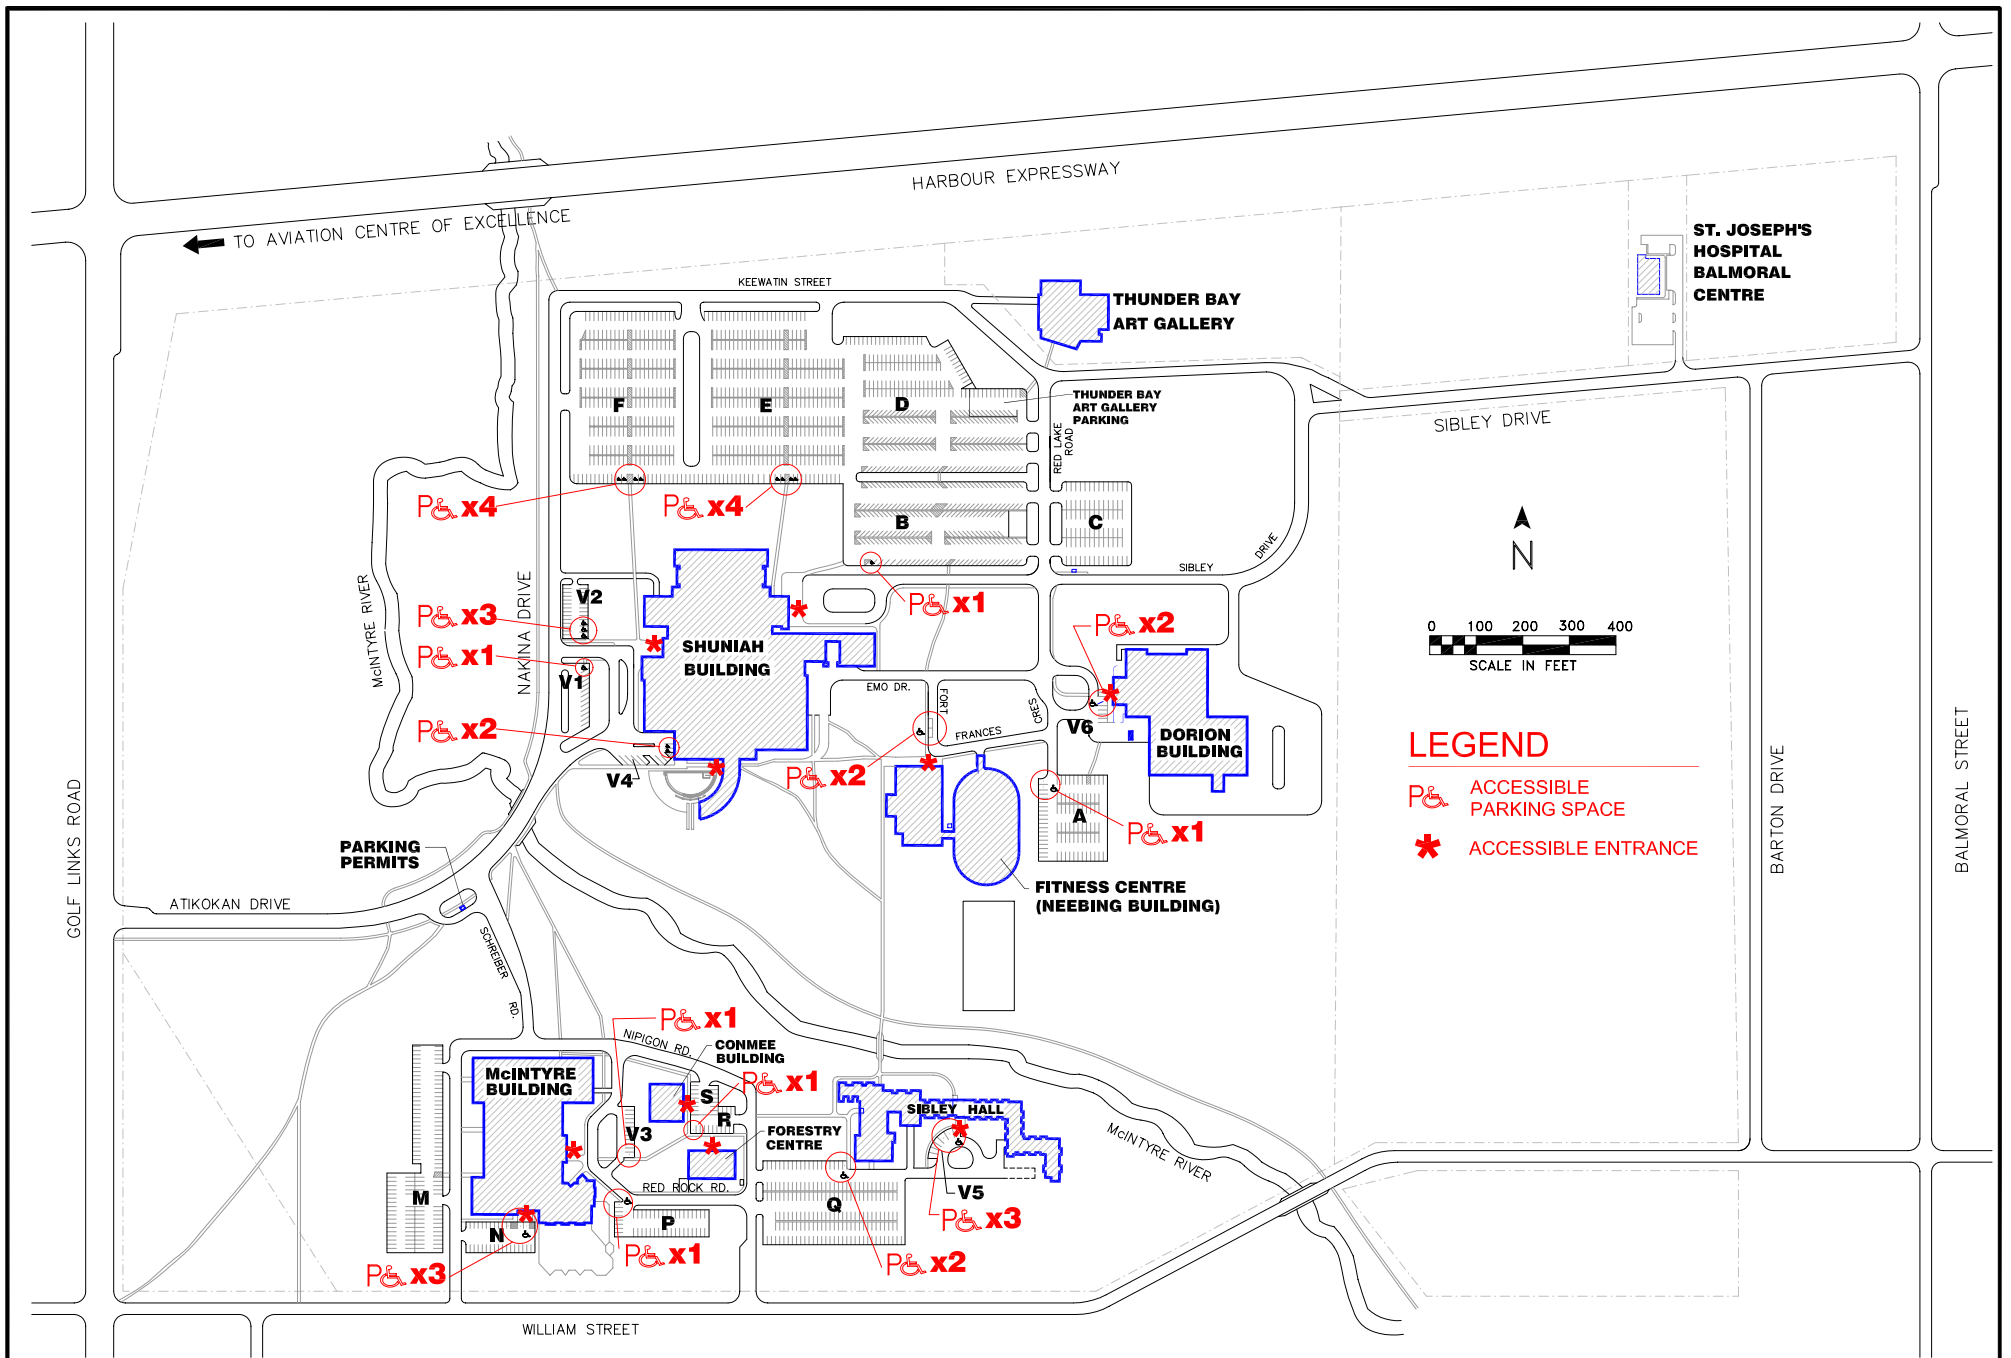 HARBOUR EXPRESSWAY
TO AVIATION CENTRE OF EXCELLENCE
ST. JOSEPH'S
HOSPITAL
BALMORAL
CENTRE
KEEWATIN STREET
THUNDER BAY
ART GALLERY
F
E
D
THUNDER BAY
ART GALLERY
PARKING
RED LAKE
ROAD
SIBLEY DRIVE
P x4
P x4
B
C
N
SIBLEY
DRIVE
McINTYRE RIVER
NAKINA DRIVE
V2
P x3
P x1
P x1
P x2
0 100 200 300 400
SCALE IN FEET
SHUNIAH
BUILDING
V1
EMO DR.
FORT
FRANCES
CRES
V6
DORION
BUILDING
P x2
V4
P x2
A
P x1
LEGEND
P ACCESSIBLE
PARKING SPACE
ACCESSIBLE ENTRANCE
GOLF LINKS ROAD
BARTON DRIVE
BALMORAL STREET
PARKING
PERMITS
ATIKOKAN DRIVE
FITNESS CENTRE
(NEEBING BUILDING)
SCHREIBER
RD.
P x1
NIPIGON RD.
CONMEE
BUILDING
McINTYRE
BUILDING
P x1
S
R
V3
FORESTRY
CENTRE
SIBLEY HALL
McINTYRE RIVER
M
RED ROCK RD.
Q
V5
P
N
P x3
P x1
P x2
P x3
WILLIAM STREET